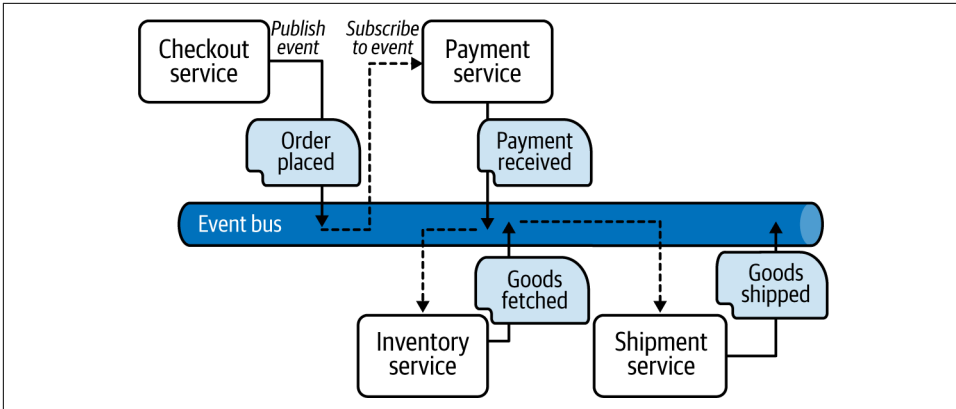 Checkout
service
Publish
event
Subscribe
to event
Payment
service
Order
placed
Payment
received
Event bus
Goods
fetched
Goods
shipped
Inventory
service
Shipment
service